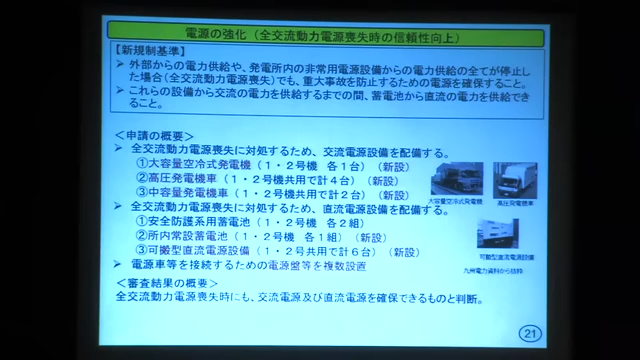 電源の強化（全交流動力電源喪失時の信頼性向上）
【新規制基準】
➢ 外部からの電力供給や、発電所内の非常用電源設備からの電力供給の全てが停止し
た場合（全交流動力電源喪失）でも、重大事故を防止するための電源を確保すること。
➢ これらの設備から交流の電力を供給するまでの間、蓄電池から直流の電力を供給でき
ること。
＜申請の概要＞
➢ 全交流動力電源喪失に対処するため、交流電源設備を配備する。
①大容量空冷式発電機（１・２号機　各１台）（新設）
②高圧発電機車（１・２号機共用で計４台）（新設）
③中容量発電機車（１・２号機共用で計２台）（新設）
➢ 全交流動力電源喪失に対処するため、直流電源設備を配備する。
①安全防護系用蓄電池（１・２号機　各２組）
②所内常設蓄電池（１・２号機　各１組）（新設）
③可搬型直流電源設備（１・２号機共用で計６台）（新設）
➢ 電源車等を接続するための電源盤等を複数設置
大容量空冷式発電機
高圧発電機車
可搬型直流電源設備
九州電力資料から抜粋
＜審査結果の概要＞
全交流動力電源喪失時にも、交流電源及び直流電源を確保できるものと判断。
21